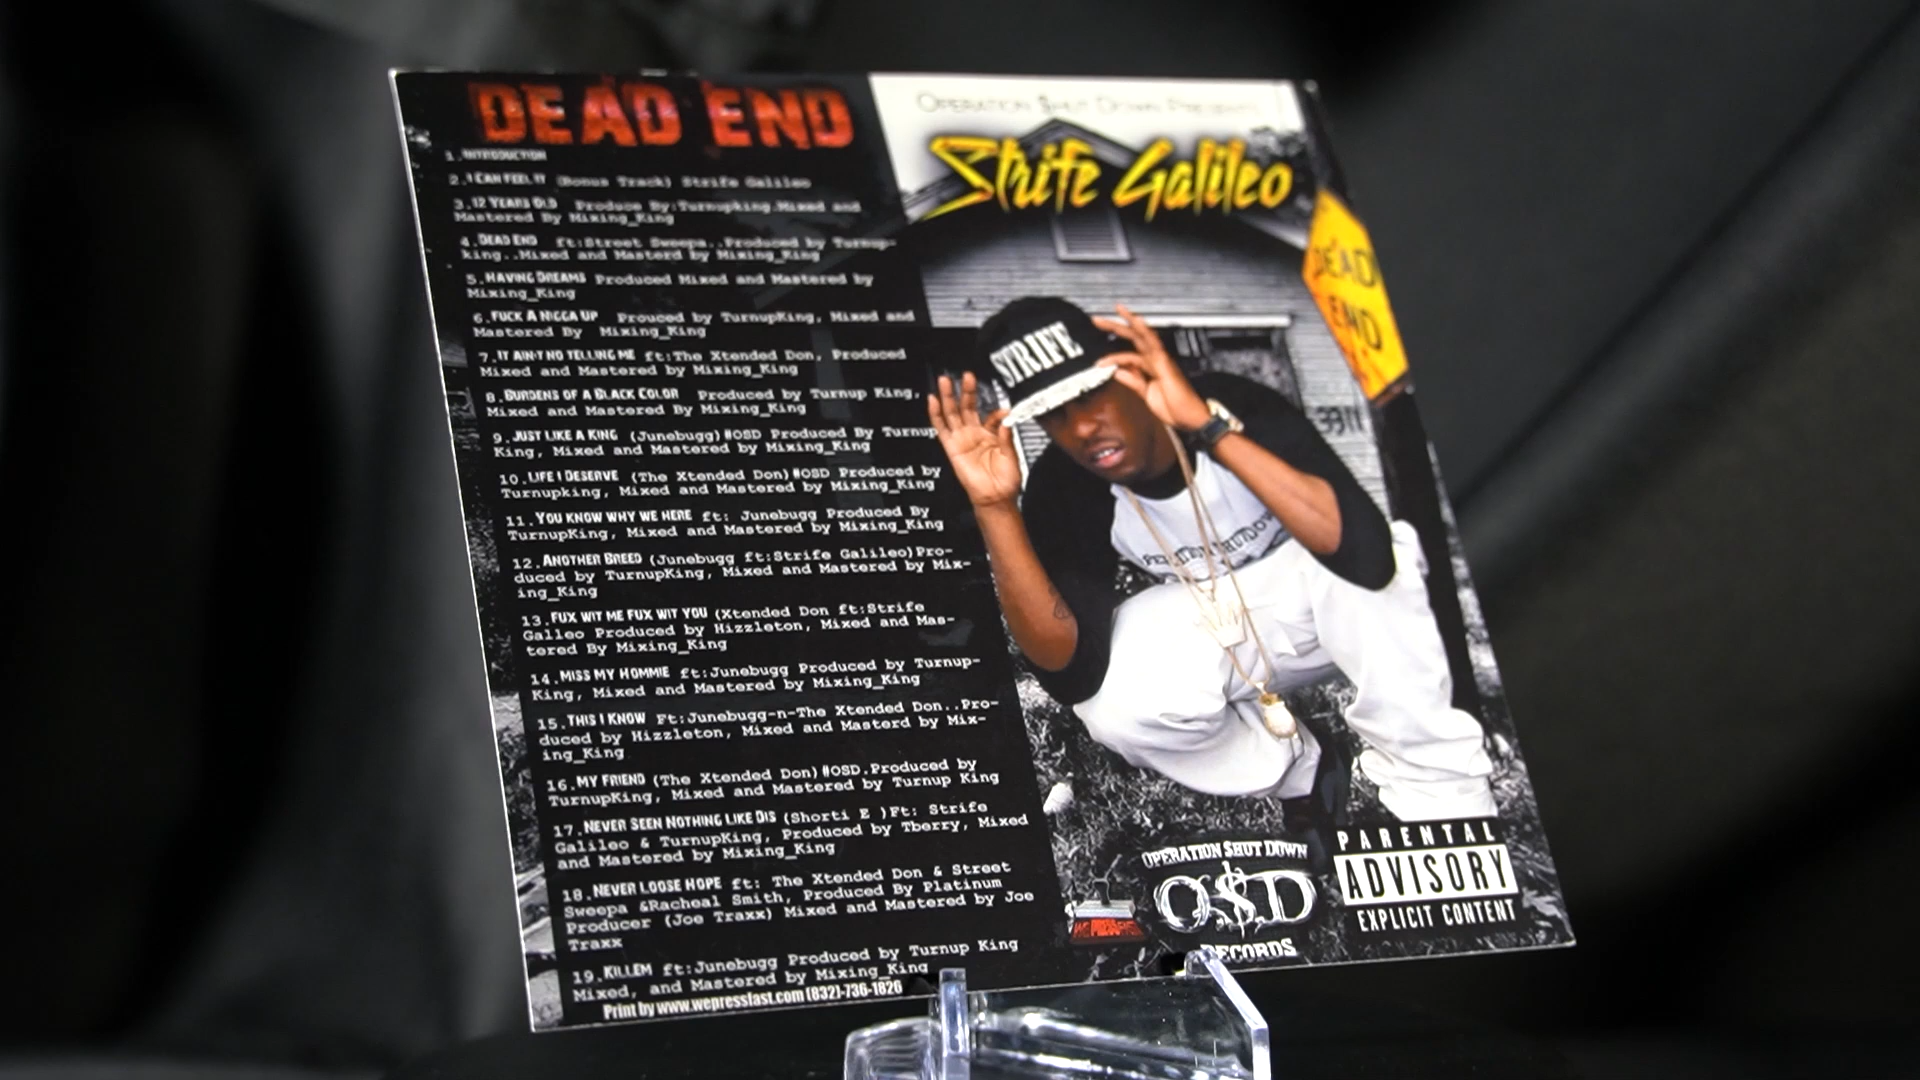 DEAD END
1.INTRODUCTION
2.I CAN FEEL IT (Bonus Track) Strife Galileo
3.12 YEARS OLD Produce By:Turnupking.Mixed and
Mastered By Mixing_King
4.DEAD END ft:Street Sweepa..Produced by Turnup-
king..Mixed and Masterd by Mixing_King
5.HAVING DREAMS Produced Mixed and Mastered by
Mixing_King
6.FUCK A NIGGA UP Prouced by TurnupKing, Mixed and
Mastered By Mixing_King
7.IT AIN'T NO TELLING ME ft:The Xtended Don, Produced
Mixed and Mastered by Mixing_King
8.BURDENS OF A BLACK COLOR Produced by Turnup King,
Mixed and Mastered By Mixing_King
9.JUST LIKE A KING (Junebugg)#OSD Produced By Turnup
King, Mixed and Mastered by Mixing_King
10.LIFE I DESERVE (The Xtended Don)#OSD Produced by
Turnupking, Mixed and Mastered by Mixing_King
11.YOU KNOW WHY WE HERE ft: Junebugg Produced By
TurnupKing, Mixed and Mastered by Mixing_King
12.ANOTHER BREED (Junebugg ft:Strife Galileo)Pro-
duced by TurnupKing, Mixed and Mastered by Mix-
ing_King
13.FUX WIT ME FUX WIT YOU (Xtended Don ft:Strife
Galleo Produced by Hizzleton, Mixed and Mas-
tered By Mixing_King
14.MISS MY HOMMIE ft:Junebugg Produced by Turnup-
King, Mixed and Mastered by Mixing_King
15.THIS I KNOW Ft:Junebugg-n-The Xtended Don..Pro-
duced by Hizzleton, Mixed and Masterd by Mix-
ing_King
16.MY FRIEND (The Xtended Don)#OSD.Produced by
TurnupKing, Mixed and Mastered by Turnup King
17.NEVER SEEN NOTHING LIKE DIS (Shorti E )Ft: Strife
Galileo & TurnupKing, Produced by Tberry, Mixed
and Mastered by Mixing_King
18.NEVER LOOSE HOPE ft: The Xtended Don & Street
Sweepa &Racheal Smith, Produced By Platinum
Producer (Joe Traxx) Mixed and Mastered by Joe
Traxx
19.KILLEM ft:Junebugg Produced by Turnup King
Mixed, and Mastered by Mixing_King
Print by www.wepressfast.com (832)-736-1826
OPERATION $HUT DOWN PRESENTS
Strife Galileo
DEAD
END
STRIFE
3911
OPERATION $HUT DOWN
O$D
RECORDS
WEPRESSFAST
PARENTAL
ADVISORY
EXPLICIT CONTENT